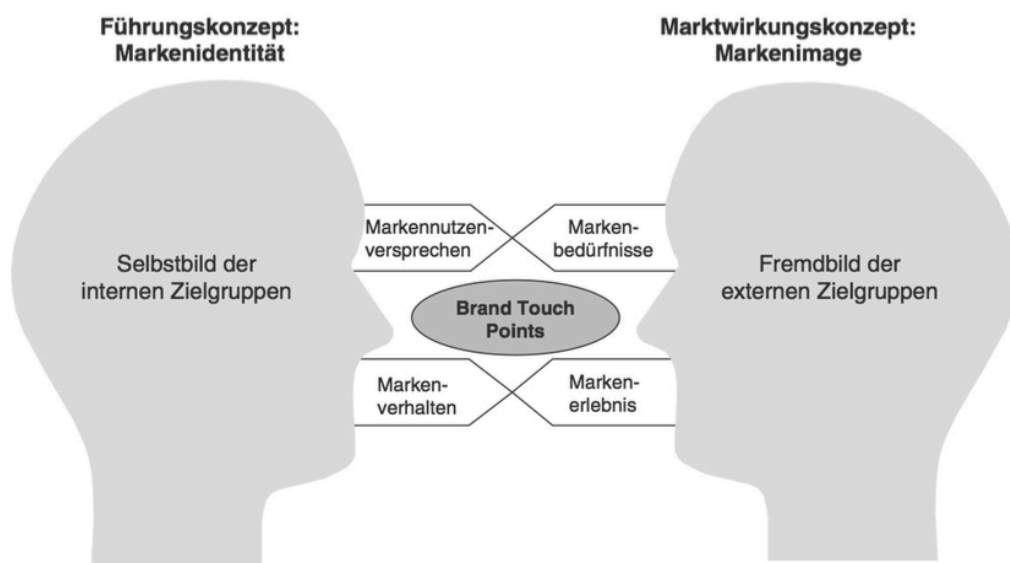 Führungskonzept:
Markenidentität
Marktwirkungskonzept:
Markenimage
Selbstbild der
internen Zielgruppen
Markennutzen-
versprechen
Marken-
bedürfnisse
Brand Touch
Points
Marken-
verhalten
Marken-
erlebnis
Fremdbild der
externen Zielgruppen